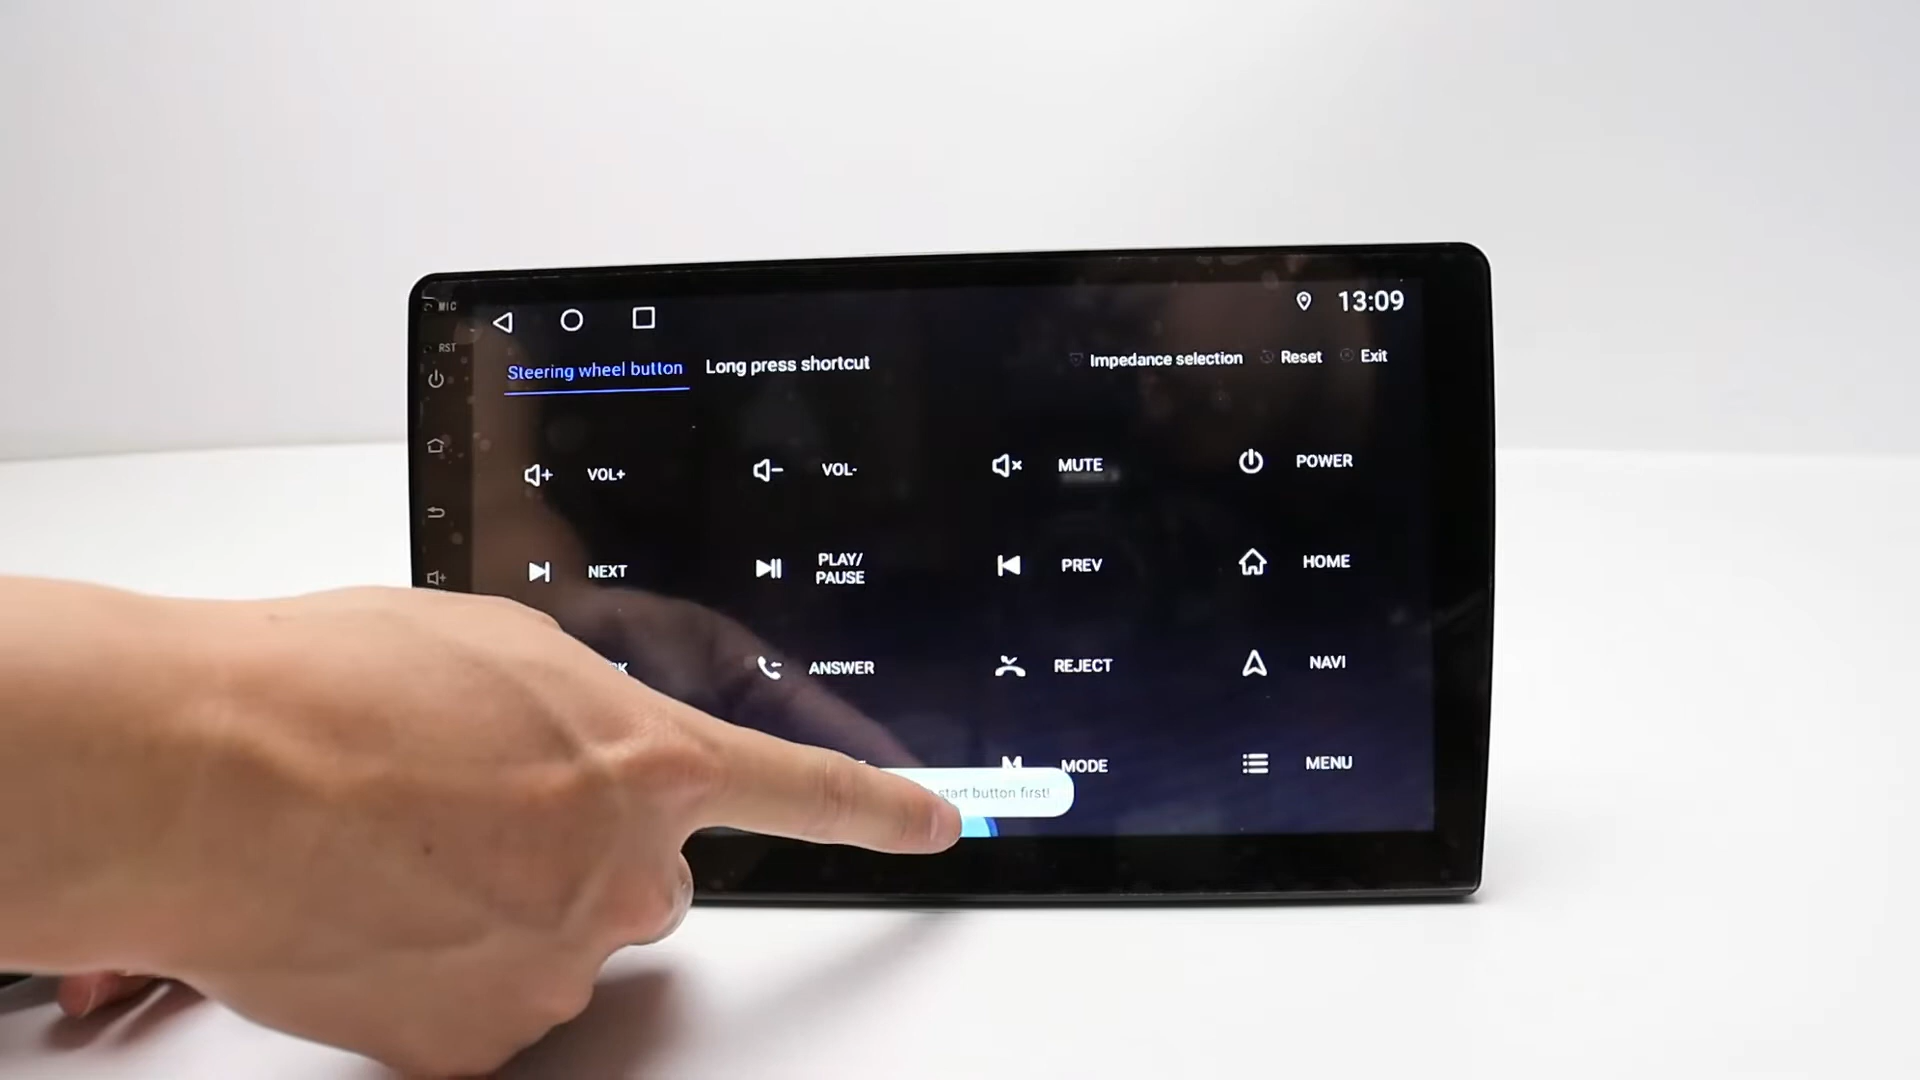 MIC
13:09
RST
Steering wheel button
Long press shortcut
Impedance selection
Reset
Exit
VOL+
VOL-
MUTE
POWER
NEXT
PLAY/
PAUSE
PREV
HOME
ANSWER
REJECT
NAVI
MODE
MENU
start button first!